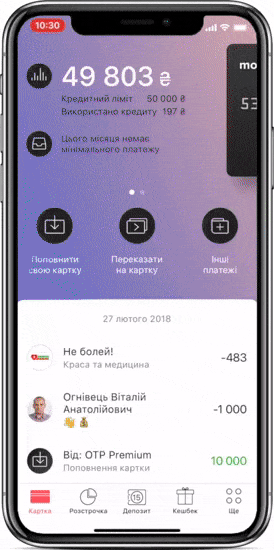 10:30
49 803 ₴
mo
Кредитний ліміт 50 000 ₴
Використано кредиту 197 ₴
53
Цього місяця немає
мінімального платежу
Поповнити
свою картку
Переказати
на картку
Інші
платежі
27 лютого 2018
Не болей!
Краса та медицина
-483
Огнівець Віталій
Анатолійович
👋 💰
-1 000
Від: OTP Premium
Поповнення картки
10 000
Картка
Розстрочка
15
Депозит
Кешбек
Ще